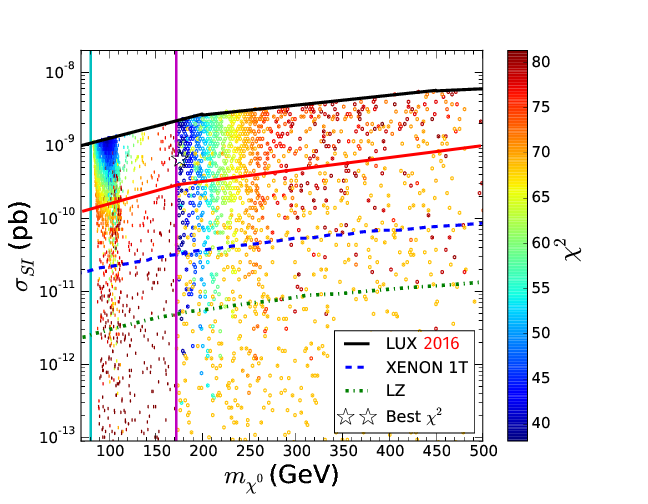 10⁻⁸
10⁻⁹
10⁻¹⁰
10⁻¹¹
10⁻¹²
10⁻¹³
σ_SI (pb)
100 150 200 250 300 350 400 450 500
m_χ⁰ (GeV)
LUX 2016
XENON 1T
LZ
Best χ²
80
75
70
65
60
55
50
45
40
χ²